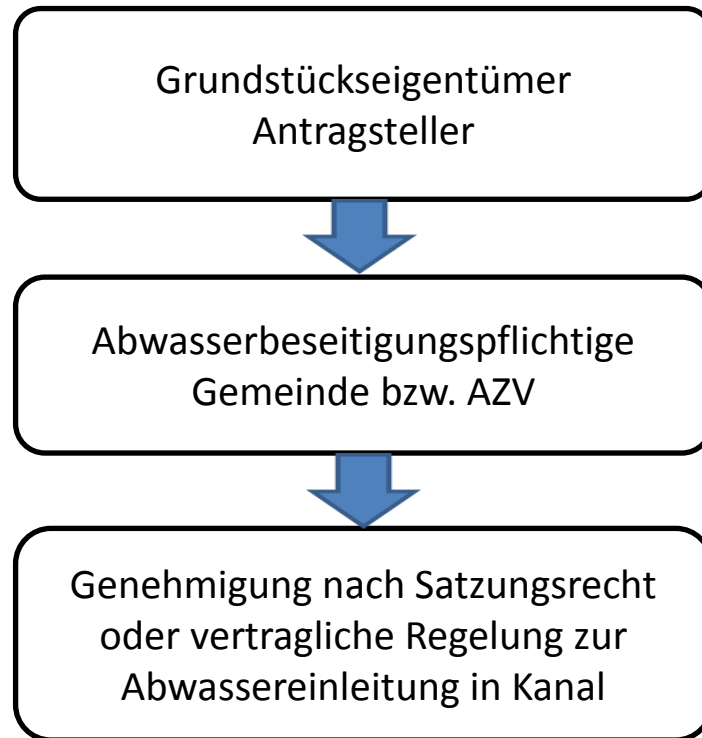 Grundstückseigentümer
Antragsteller
Abwasserbeseitigungspflichtige
Gemeinde bzw. AZV
Genehmigung nach Satzungsrecht
oder vertragliche Regelung zur
Abwassereinleitung in Kanal